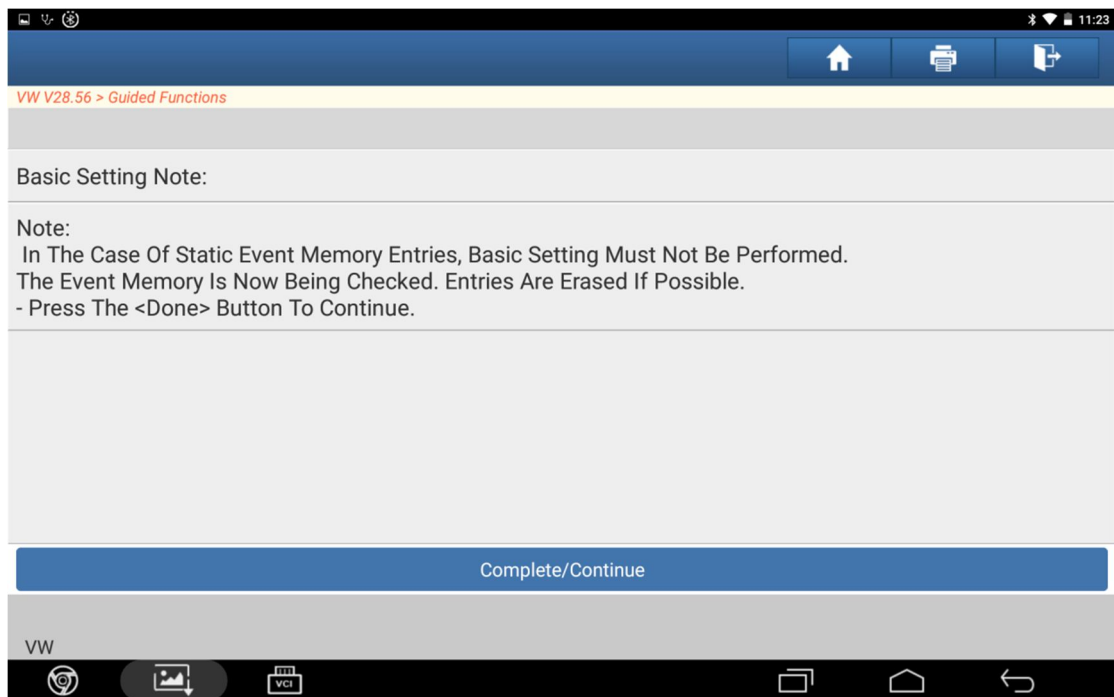 11:23
VW V28.56 > Guided Functions
Basic Setting Note:
Note:
In The Case Of Static Event Memory Entries, Basic Setting Must Not Be Performed.
The Event Memory Is Now Being Checked. Entries Are Erased If Possible.
- Press The <Done> Button To Continue.
Complete/Continue
VW
VCI